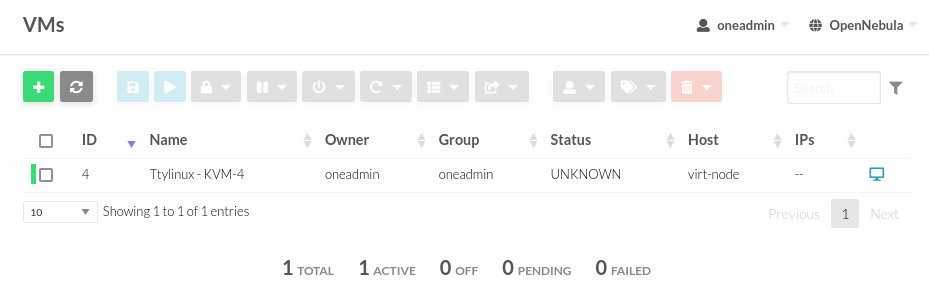 VMs oneadmin OpenNebula
Search
ID Name Owner Group Status Host IPs
4 Ttylinux - KVM-4 oneadmin oneadmin UNKNOWN virt-node --
10 Showing 1 to 1 of 1 entries
Previous 1 Next
1 TOTAL 1 ACTIVE 0 OFF 0 PENDING 0 FAILED